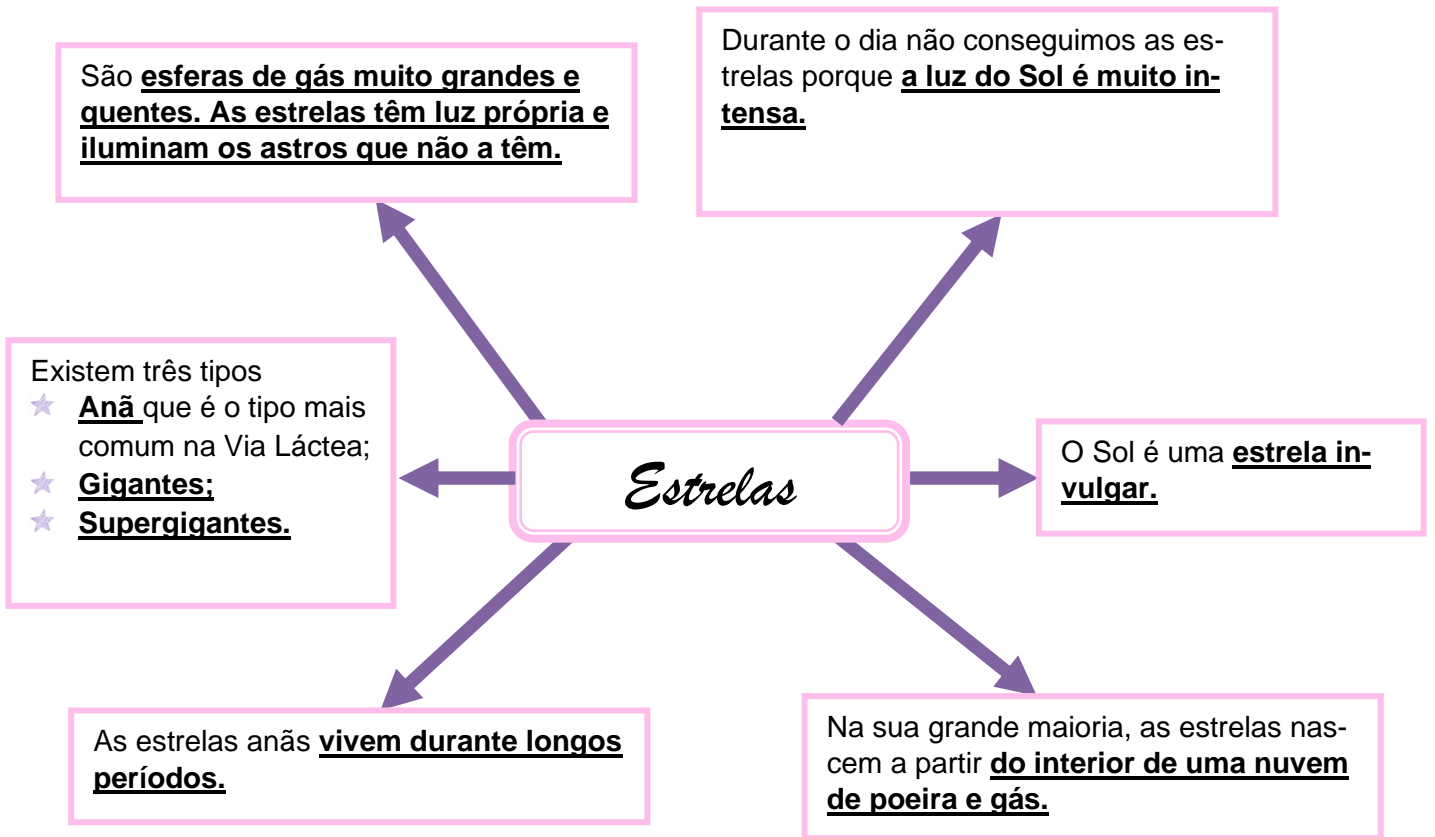 São esferas de gás muito grandes e
quentes. As estrelas têm luz própria e
iluminam os astros que não a têm.
Durante o dia não conseguimos as es-
trelas porque a luz do Sol é muito in-
tensa.
Existem três tipos
Anã que é o tipo mais
comum na Via Láctea;
Gigantes;
Supergigantes.
Estrelas
O Sol é uma estrela in-
vulgar.
As estrelas anãs vivem durante longos
períodos.
Na sua grande maioria, as estrelas nas-
cem a partir do interior de uma nuvem
de poeira e gás.